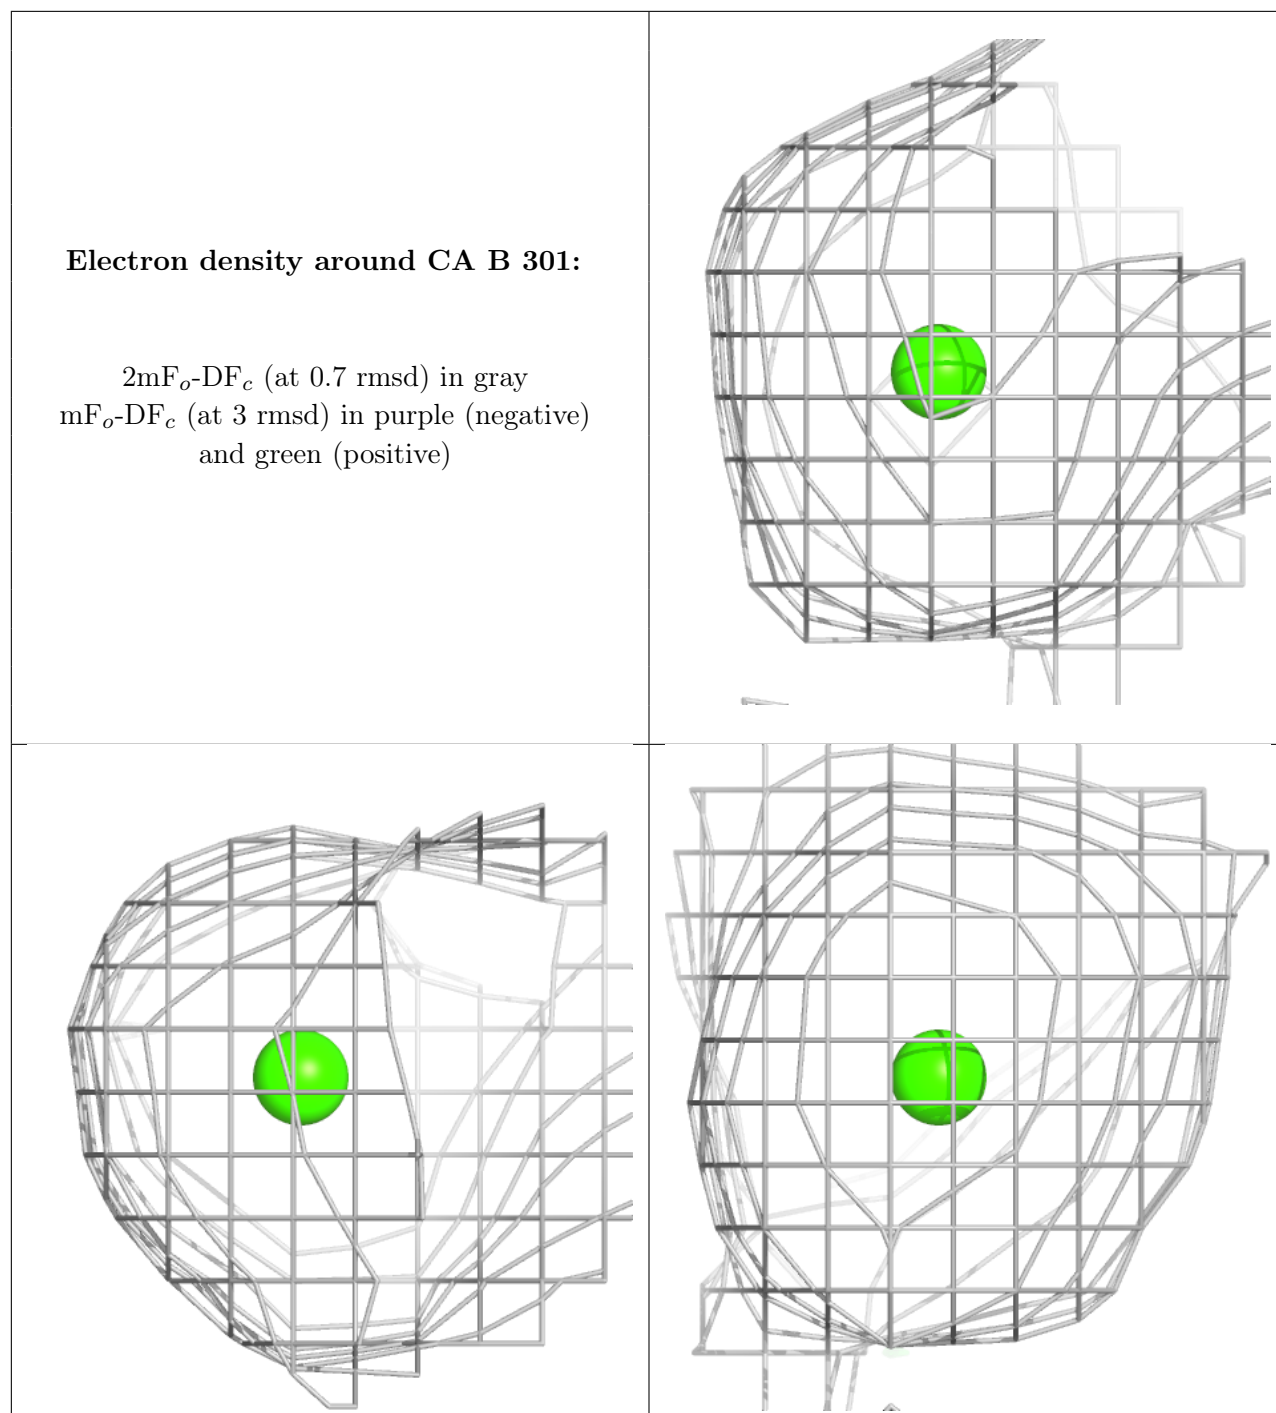 Electron density around CA B 301:
2mFo-DFc (at 0.7 rmsd) in gray
mFo-DFc (at 3 rmsd) in purple (negative)
and green (positive)